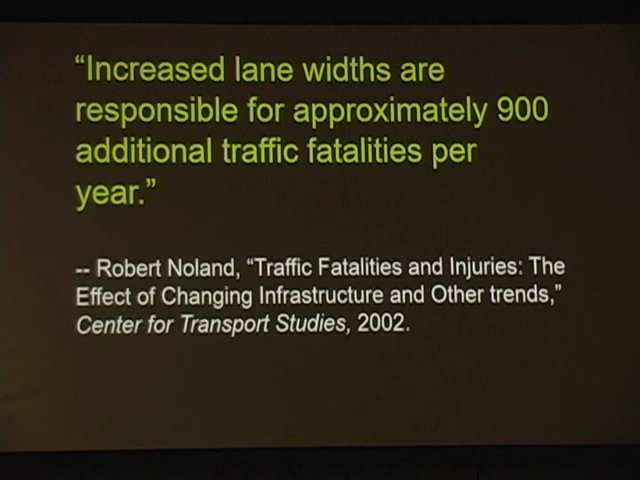 “Increased lane widths are
responsible for approximately 900
additional traffic fatalities per
year.”
-- Robert Noland, “Traffic Fatalities and Injuries: The
Effect of Changing Infrastructure and Other trends,”
Center for Transport Studies, 2002.